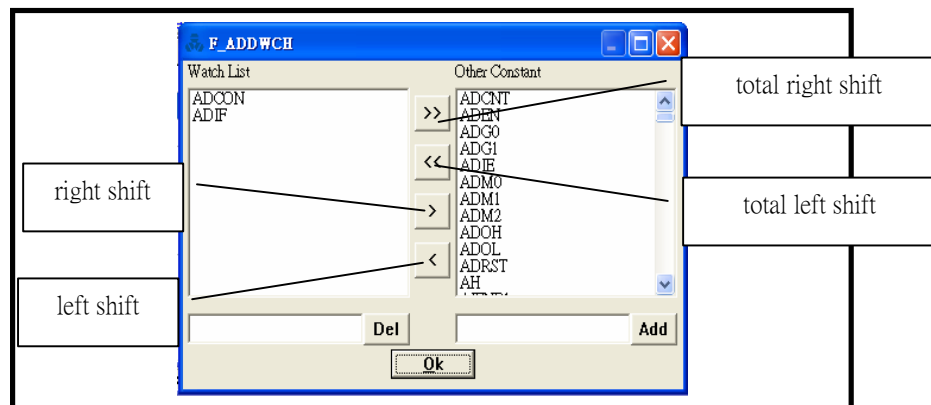 F_ADDWCH
Watch List
Other Constant
ADCON
ADIF
>>
<<
>
<
ADCNT
ADEN
ADG0
ADG1
ADIE
ADM0
ADM1
ADM2
ADOH
ADOL
ADRST
AH
Del
Add
Ok
total right shift
total left shift
right shift
left shift